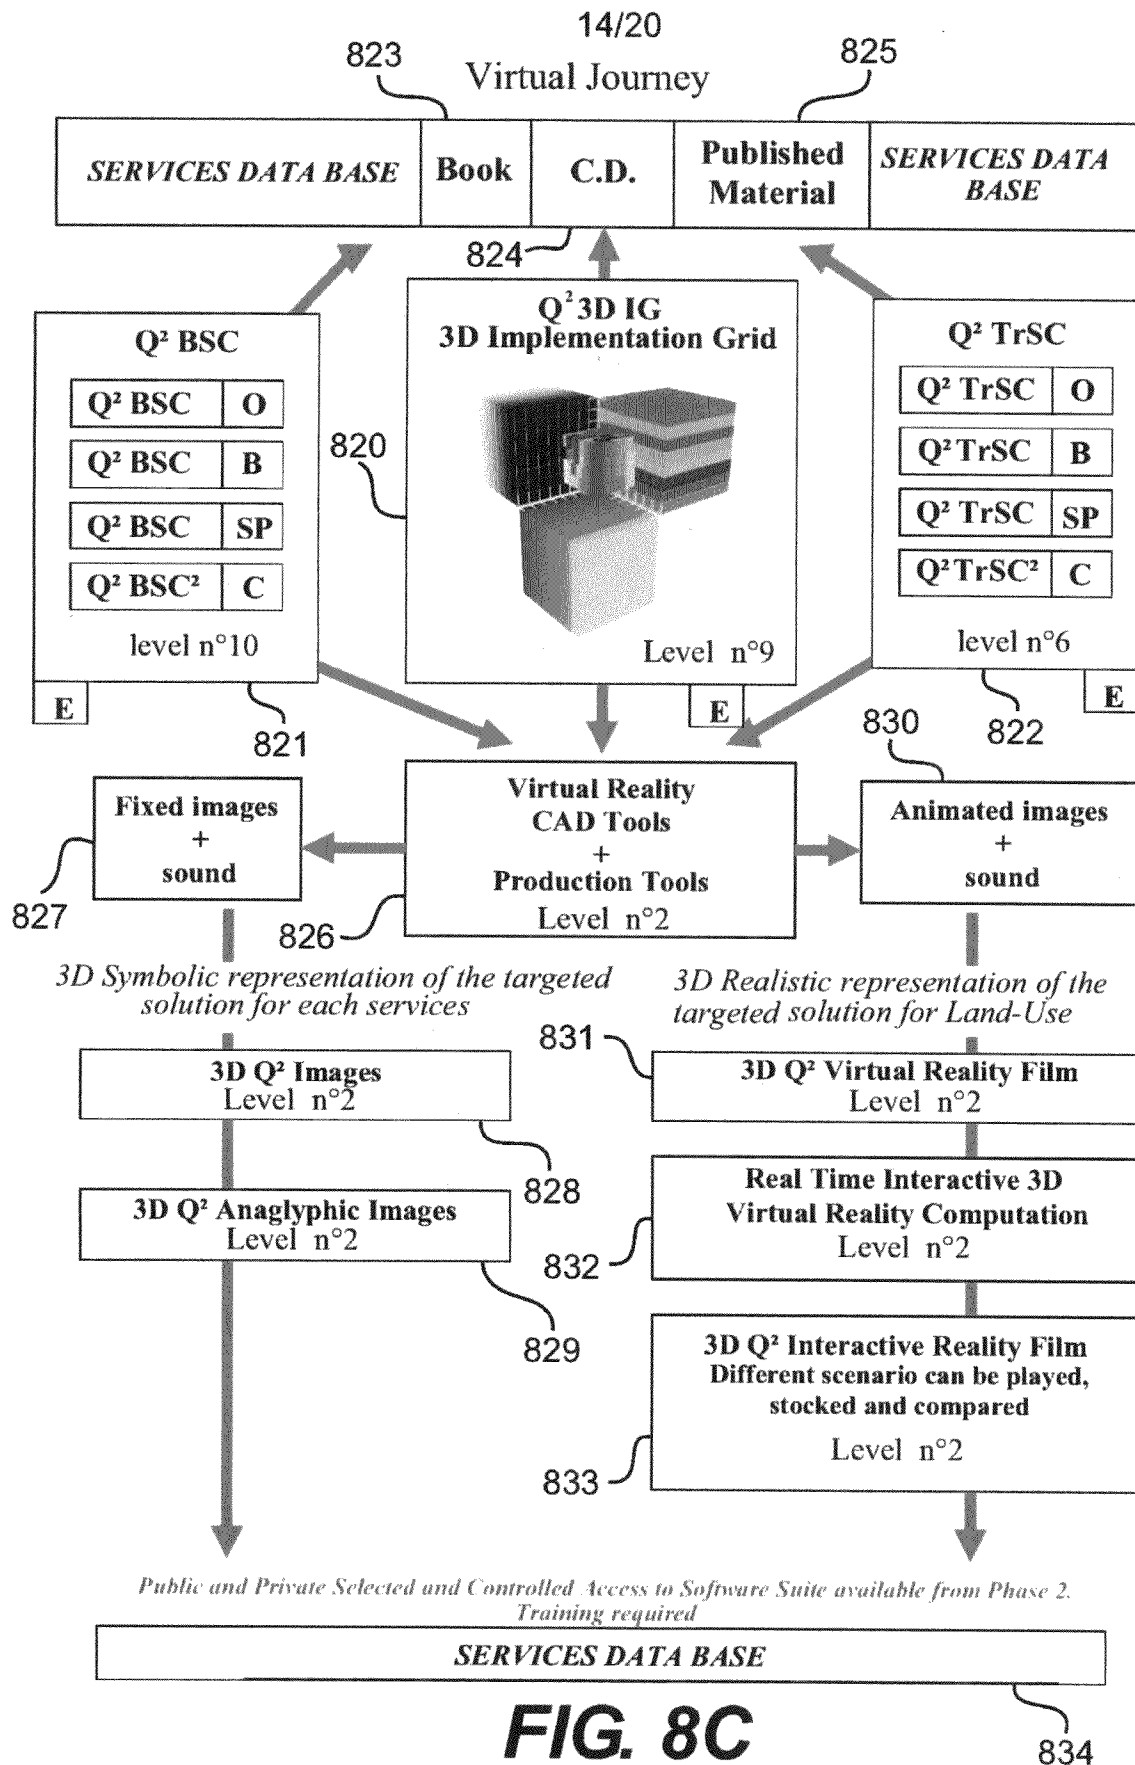 14/20
823
825
Virtual Journey
SERVICES DATA BASE
Book
C.D.
Published
Material
SERVICES DATA
BASE
824
Q² BSC
Q² BSC O
Q² BSC B
Q² BSC SP
Q² BSC² C
level n°10
E
821
820
Q² 3D IG
3D Implementation Grid
Level n°9
E
Q² TrSC
Q² TrSC O
Q² TrSC B
Q² TrSC SP
Q² TrSC² C
level n°6
E
822
830
Fixed images
+
sound
827
Virtual Reality
CAD Tools
+
Production Tools
Level n°2
826
Animated images
+
sound
3D Symbolic representation of the targeted
solution for each services
3D Realistic representation of the
targeted solution for Land-Use
831
3D Q² Images
Level n°2
828
3D Q² Anaglyphic Images
Level n°2
829
3D Q² Virtual Reality Film
Level n°2
Real Time Interactive 3D
Virtual Reality Computation
Level n°2
832
3D Q² Interactive Reality Film
Different scenario can be played,
stocked and compared
Level n°2
833
Public and Private Selected and Controlled Access to Software Suite available from Phase 2.
Training required
SERVICES DATA BASE
FIG. 8C
834